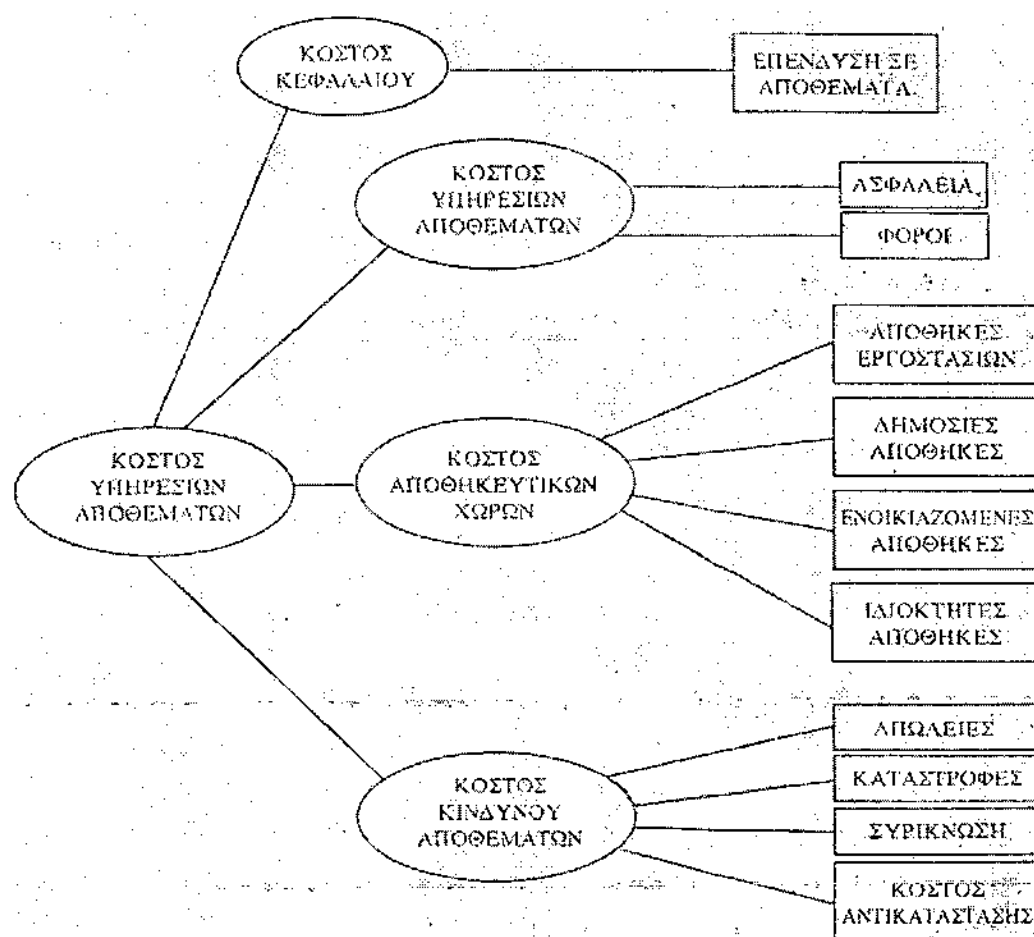 ΚΟΣΤΟΣ
ΚΕΦΑΛΑΙΟΥ
ΕΠΕΝΔΥΣΗ ΣΕ
ΑΠΟΘΕΜΑΤΑ
ΚΟΣΤΟΣ
ΥΠΗΡΕΣΙΩΝ
ΑΠΟΘΕΜΑΤΩΝ
ΑΣΦΑΛΕΙΑ
ΦΟΡΟΙ
ΚΟΣΤΟΣ
ΥΠΗΡΕΣΙΩΝ
ΑΠΟΘΕΜΑΤΩΝ
ΚΟΣΤΟΣ
ΑΠΟΘΗΚΕΥΤΙΚΩΝ
ΧΩΡΩΝ
ΑΠΟΘΗΚΕΣ
ΕΡΓΟΣΤΑΣΙΩΝ
ΔΗΜΟΣΙΕΣ
ΑΠΟΘΗΚΕΣ
ΕΝΟΙΚΙΑΖΟΜΕΝΕΣ
ΑΠΟΘΗΚΕΣ
ΙΔΙΟΚΤΗΤΕΣ
ΑΠΟΘΗΚΕΣ
ΚΟΣΤΟΣ
ΚΙΝΔΥΝΟΥ
ΑΠΟΘΕΜΑΤΩΝ
ΑΠΩΛΕΙΕΣ
ΚΑΤΑΣΤΡΟΦΕΣ
ΣΥΡΙΚΝΩΣΗ
ΚΟΣΤΟΣ
ΑΝΤΙΚΑΤΑΣΤΑΣΗΣ